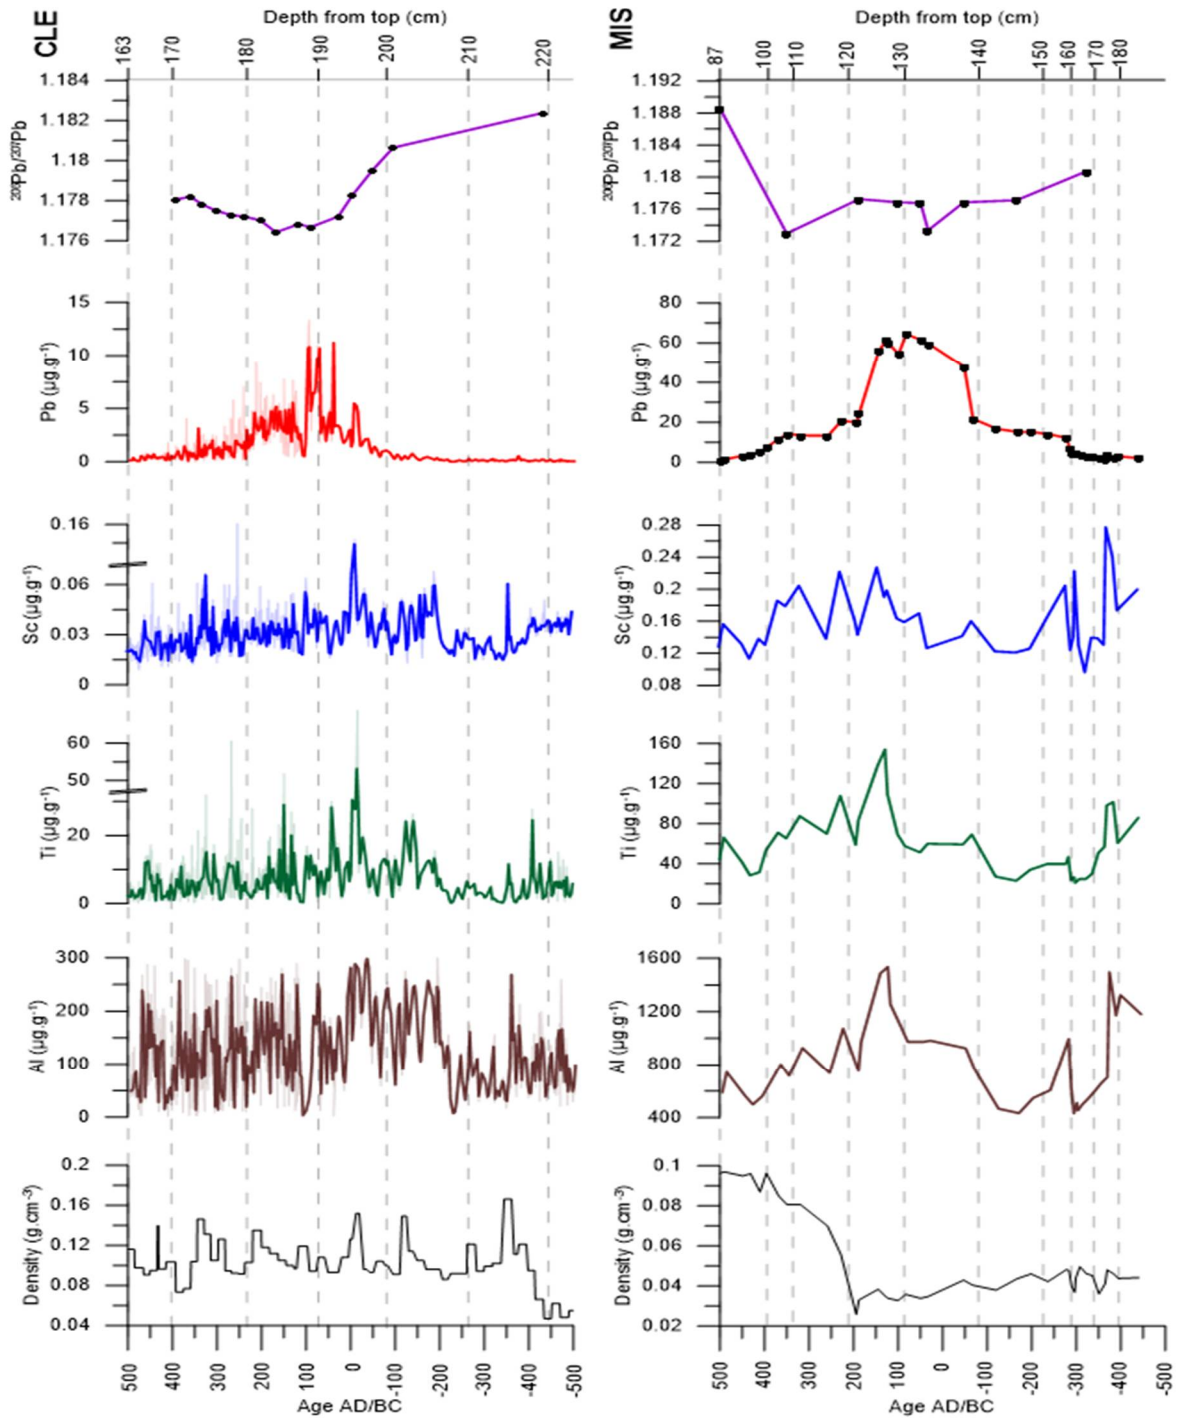 CLE
Depth from top (cm)
163 170 180 190 200 210 220
1.184
1.182
1.18
1.178
1.176
²⁰⁶Pb/²⁰⁷Pb
15
10
5
0
Pb (µg.g⁻¹)
0.16
0.06
0.03
0
Sc (µg.g⁻¹)
60
50
20
0
Ti (µg.g⁻¹)
300
200
100
0
Al (µg.g⁻¹)
0.2
0.16
0.12
0.08
0.04
Density (g.cm⁻³)
500 400 300 200 100 0 -100 -200 -300 -400 -500
Age AD/BC
MIS
Depth from top (cm)
87 100 110 120 130 140 150 160 170 180
1.192
1.188
1.184
1.18
1.176
1.172
²⁰⁶Pb/²⁰⁷Pb
80
60
40
20
0
Pb (µg.g⁻¹)
0.28
0.24
0.2
0.16
0.12
0.08
Sc (µg.g⁻¹)
160
120
80
40
0
Ti (µg.g⁻¹)
1600
1200
800
400
Al (µg.g⁻¹)
0.1
0.08
0.06
0.04
0.02
Density (g.cm⁻³)
500 400 300 200 100 0 -100 -200 -300 -400 -500
Age AD/BC